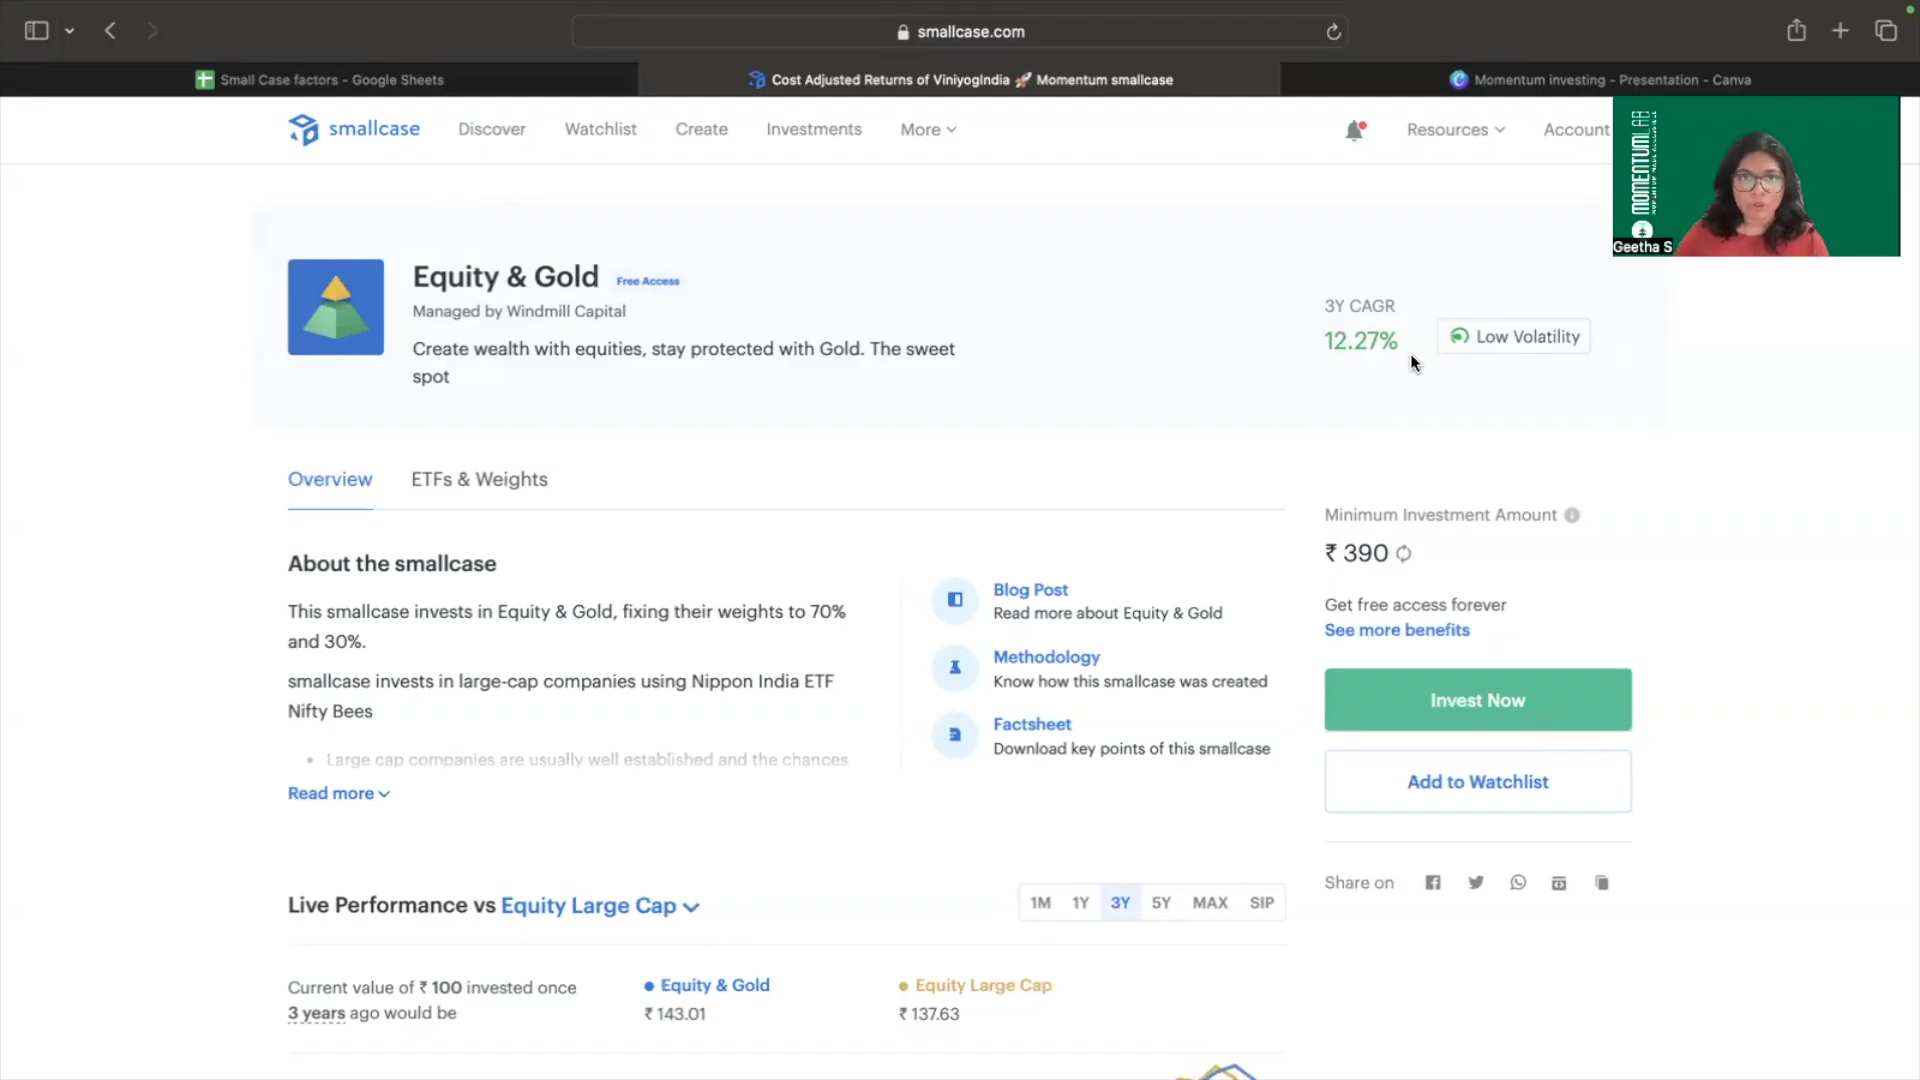 smallcase.com
Small Case factors - Google Sheets
Cost Adjusted Returns of ViniyogIndia 🚀 Momentum smallcase
Momentum investing - Presentation - Canva
smallcase
Discover
Watchlist
Create
Investments
More
Resources
Account
MOMENTUMLAB
Geetha S
Equity & Gold
Free Access
Managed by Windmill Capital
Create wealth with equities, stay protected with Gold. The sweet
spot
3Y CAGR
12.27%
Low Volatility
Overview
ETFs & Weights
About the smallcase
This smallcase invests in Equity & Gold, fixing their weights to 70%
and 30%.
smallcase invests in large-cap companies using Nippon India ETF
Nifty Bees
• Large cap companies are usually well established and the chances
Read more
Blog Post
Read more about Equity & Gold
Methodology
Know how this smallcase was created
Factsheet
Download key points of this smallcase
Minimum Investment Amount
₹ 390
Get free access forever
See more benefits
Invest Now
Add to Watchlist
Share on
Live Performance vs Equity Large Cap
1M
1Y
3Y
5Y
MAX
SIP
Current value of ₹ 100 invested once
3 years ago would be
Equity & Gold
₹ 143.01
Equity Large Cap
₹ 137.63